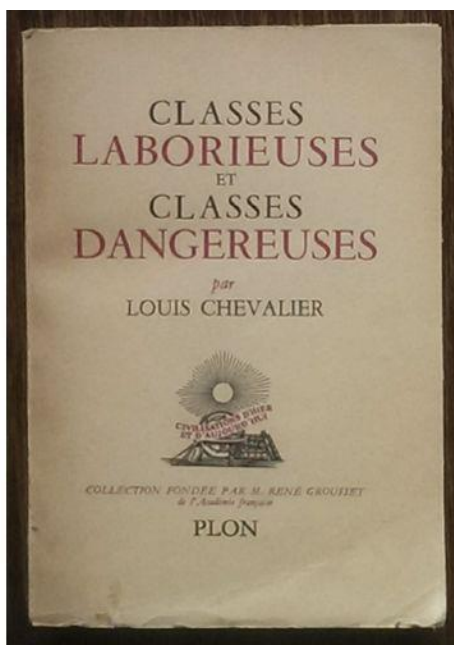 CLASSES
LABORIEUSES
ET
CLASSES
DANGEREUSES
par
LOUIS CHEVALIER
CIVILISATIONS D'HIER
ET D'AUJOURD'HUI
COLLECTION FONDÉE PAR M. RENÉ GROUSSET
de l'Académie française
PLON